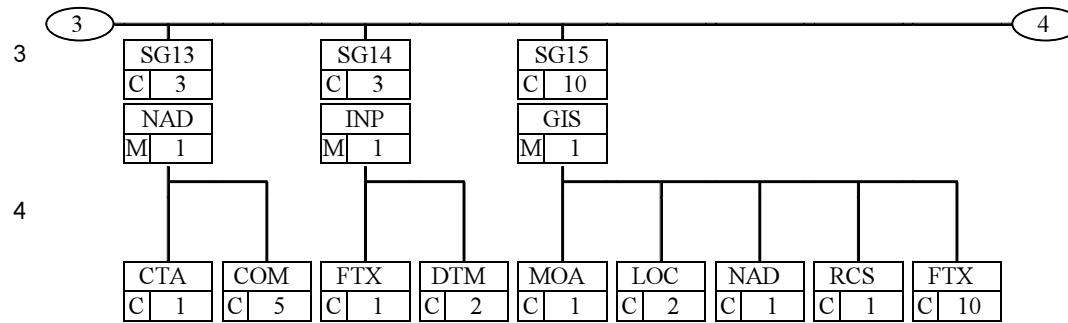 3 4
3
SG13 SG14 SG15
C 3 C 3 C 10
NAD INP GIS
M 1 M 1 M 1
4
CTA COM FTX DTM MOA LOC NAD RCS FTX
C 1 C 5 C 1 C 2 C 1 C 2 C 1 C 1 C 10